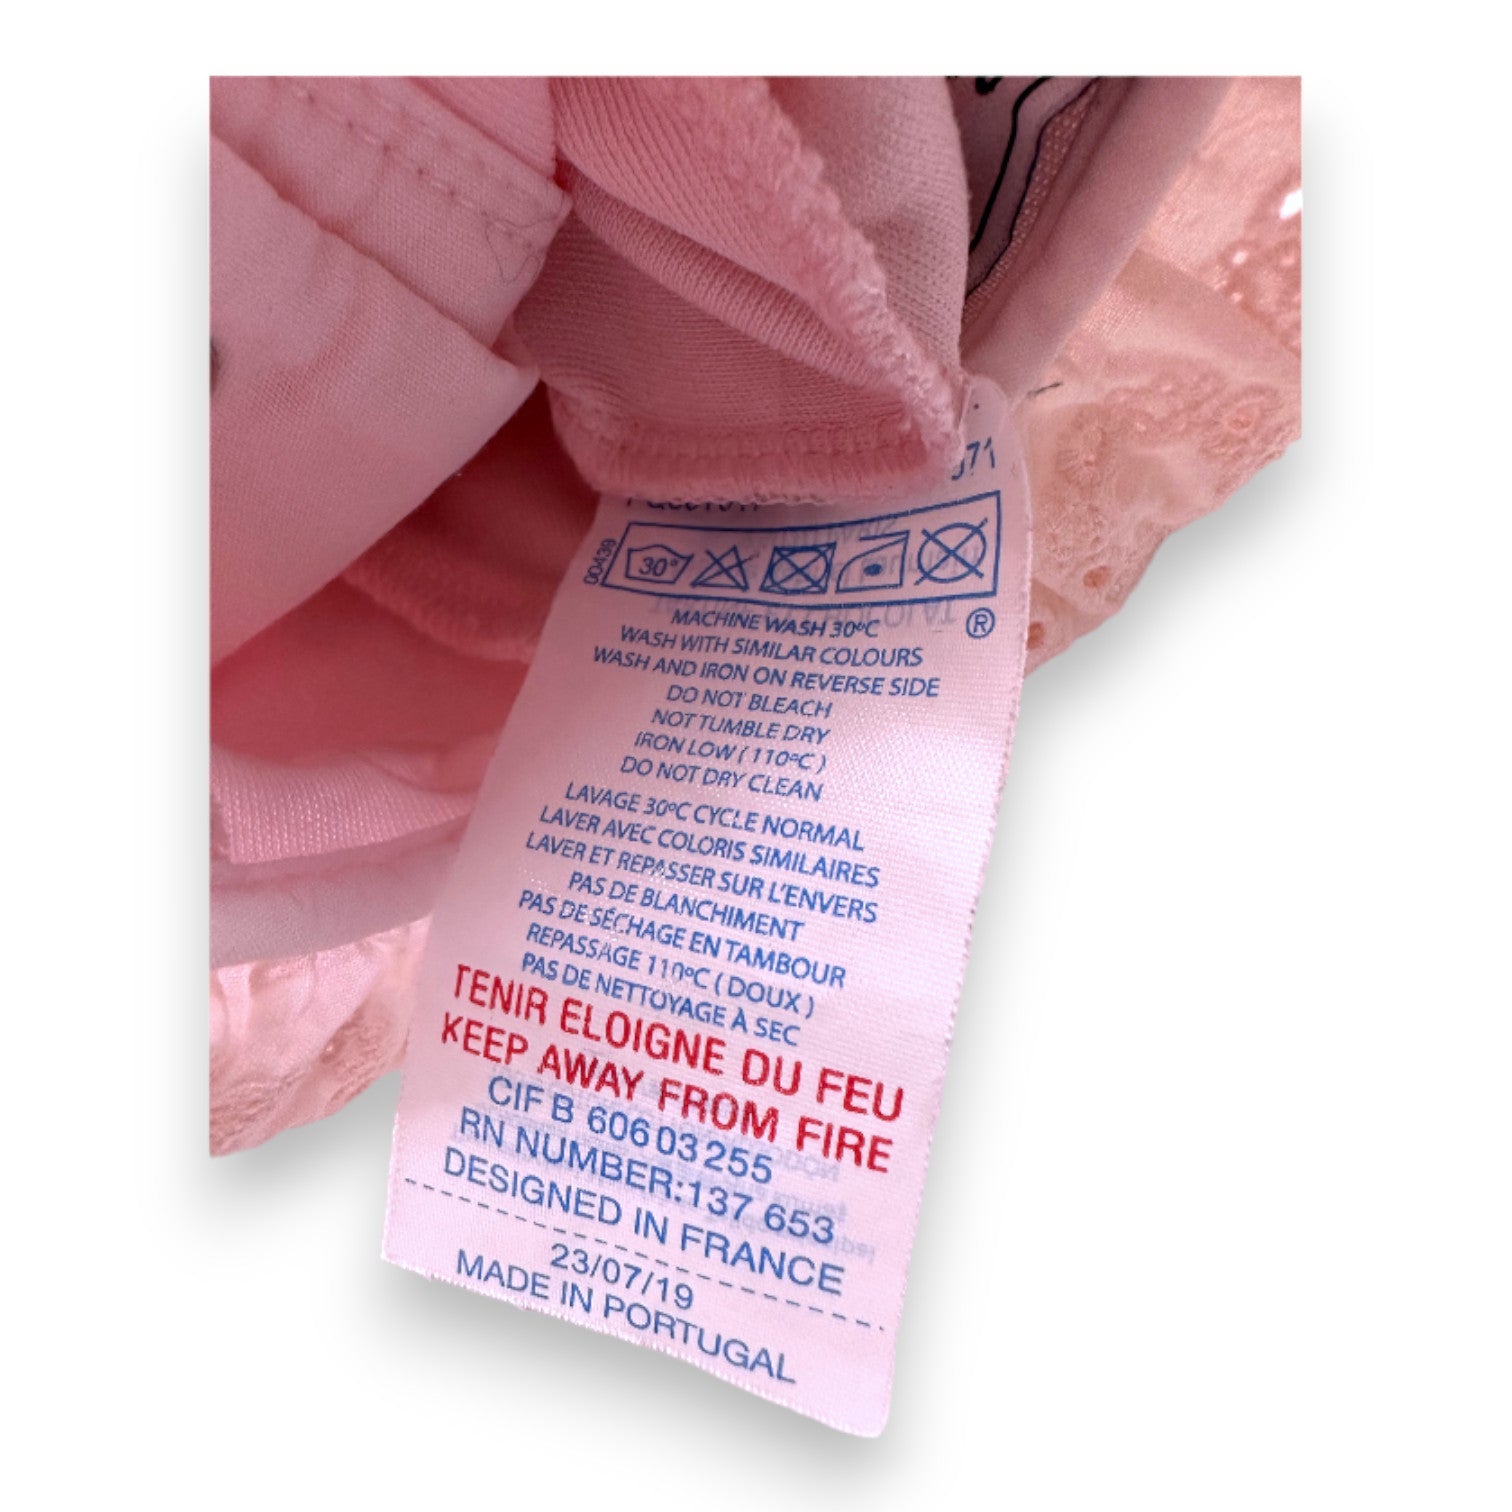 071
00439
30°
MACHINE WASH 30ºC
®
WASH WITH SIMILAR COLOURS
WASH AND IRON ON REVERSE SIDE
DO NOT BLEACH
NOT TUMBLE DRY
IRON LOW ( 110ºC )
DO NOT DRY CLEAN
LAVAGE 30ºC CYCLE NORMAL
LAVER AVEC COLORIS SIMILAIRES
LAVER ET REPASSER SUR L'ENVERS
PAS DE BLANCHIMENT
PAS DE SÉCHAGE EN TAMBOUR
REPASSAGE 110ºC ( DOUX )
PAS DE NETTOYAGE À SEC
TENIR ELOIGNE DU FEU
KEEP AWAY FROM FIRE
CIF B 60603255
RN NUMBER:137 653
DESIGNED IN FRANCE
23/07/19
MADE IN PORTUGAL